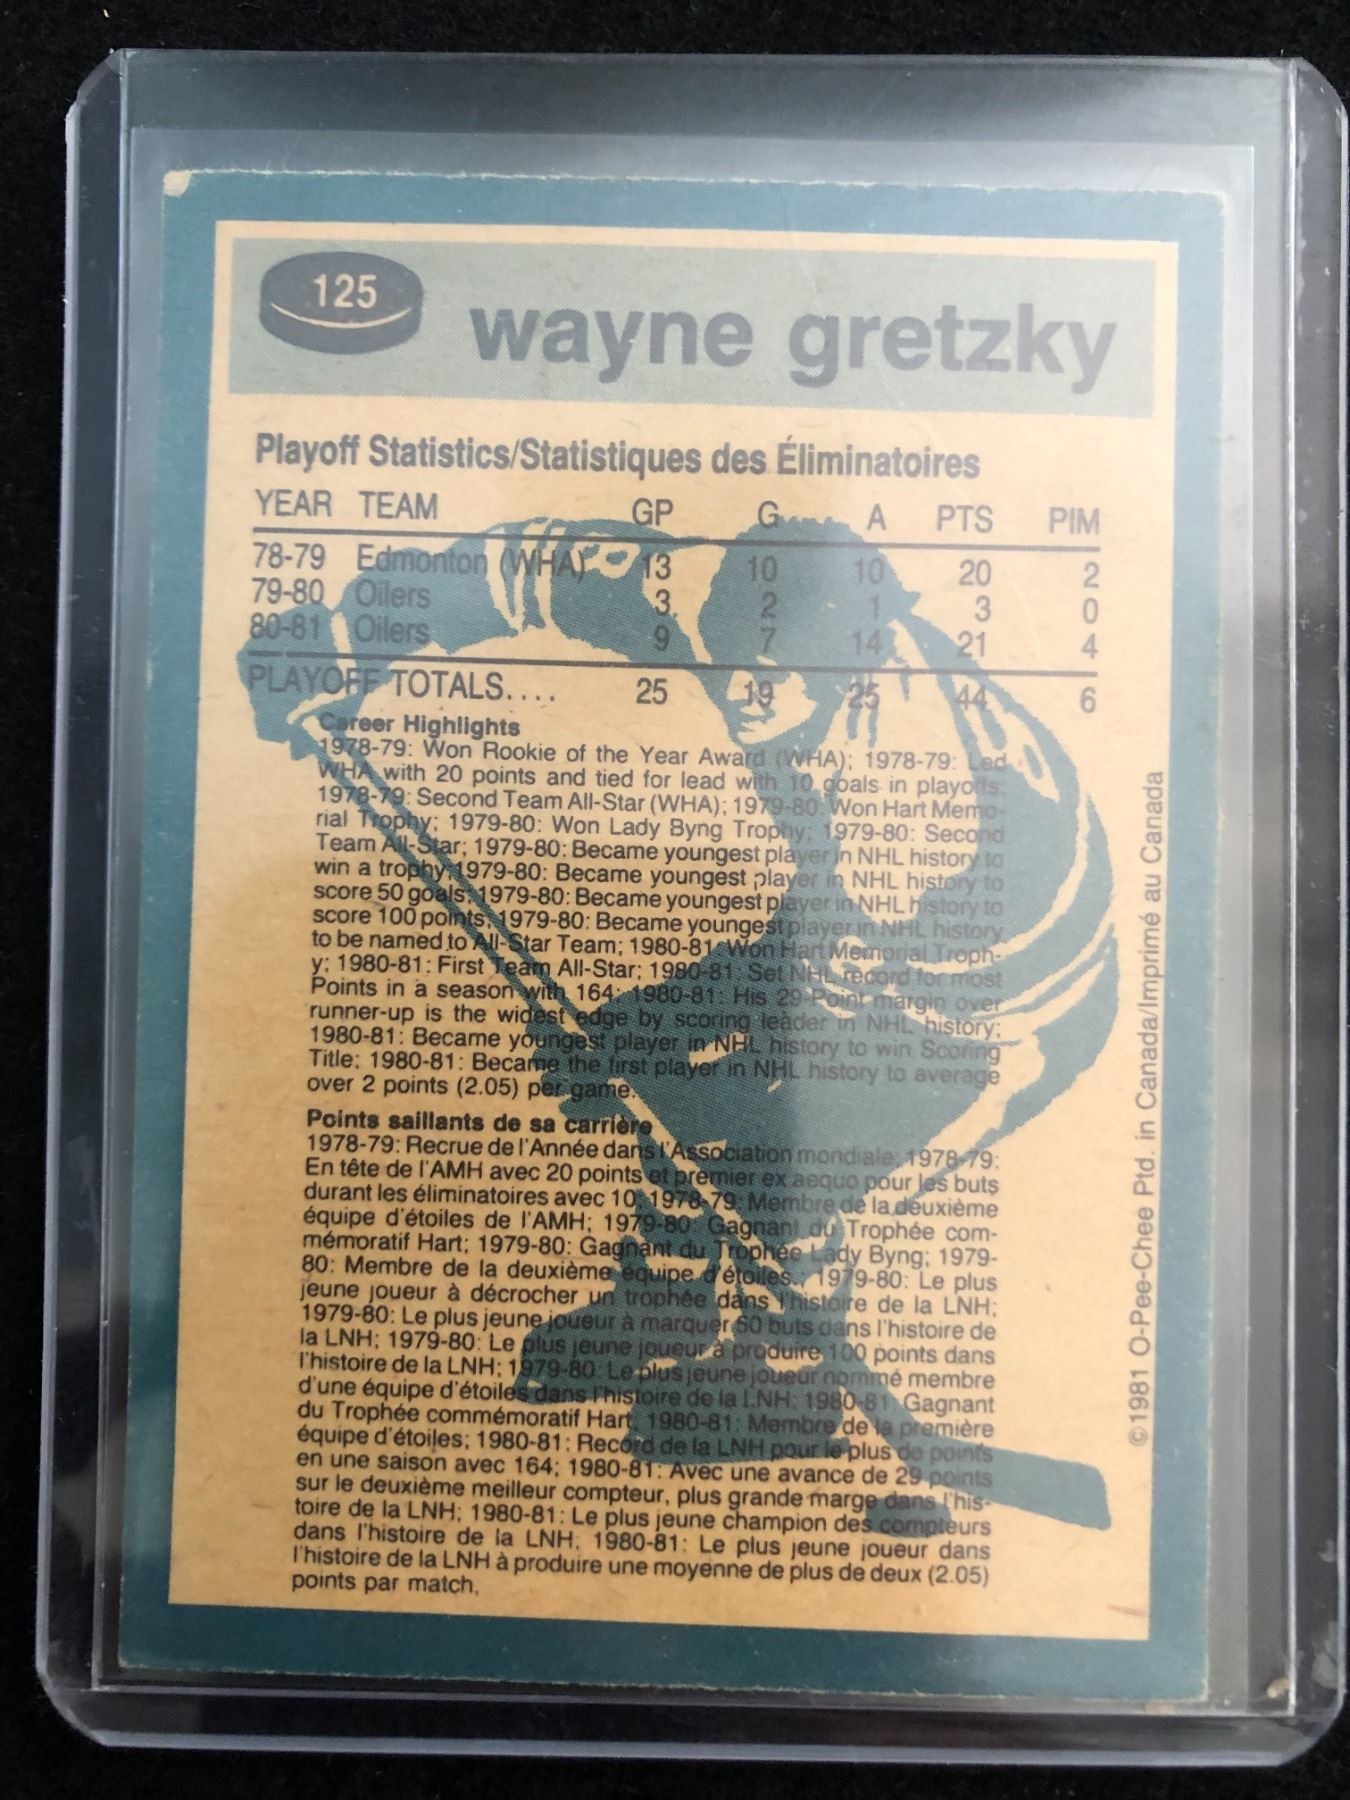 125
wayne gretzky
Playoff Statistics/Statistiques des Éliminatoires
YEAR TEAM GP G A PTS PIM
78-79 Edmonton (WHA) 13 10 10 20 2
79-80 Oilers 3 2 1 3 0
80-81 Oilers 9 7 14 21 4
PLAYOFF TOTALS.... 25 19 25 44 6
Career Highlights
1978-79: Won Rookie of the Year Award (WHA); 1978-79: Led
WHA with 20 points and tied for lead with 10 goals in playoffs;
1978-79: Second Team All-Star (WHA); 1979-80: Won Hart Memo-
rial Trophy; 1979-80: Won Lady Byng Trophy; 1979-80: Second
Team All-Star; 1979-80: Became youngest player in NHL history to
win a trophy; 1979-80: Became youngest player in NHL history to
score 50 goals; 1979-80: Became youngest player in NHL history to
score 100 points; 1979-80: Became youngest player in NHL history
to be named to All-Star Team; 1980-81: Won Hart Memorial Troph-
y; 1980-81: First Team All-Star; 1980-81: Set NHL record for most
Points in a season with 164; 1980-81: His 29-Point margin over
runner-up is the widest edge by scoring leader in NHL history;
1980-81: Became youngest player in NHL history to win Scoring
Title; 1980-81: Became the first player in NHL history to average
over 2 points (2.05) per game.
Points saillants de sa carrière
1978-79: Recrue de l'Année dans l'Association mondiale; 1978-79:
En tête de l'AMH avec 20 points et premier ex aequo pour les buts
durant les éliminatoires avec 10; 1978-79: Membre de la deuxième
équipe d'étoiles de l'AMH; 1979-80: Gagnant du Trophée com-
mémoratif Hart; 1979-80: Gagnant du Trophée Lady Byng; 1979-
80: Membre de la deuxième équipe d'étoiles.; 1979-80: Le plus
jeune joueur à décrocher un trophée dans l'histoire de la LNH;
1979-80: Le plus jeune joueur à marquer 50 buts dans l'histoire de
la LNH; 1979-80: Le plus jeune joueur à produire 100 points dans
l'histoire de la LNH; 1979-80: Le plus jeune joueur nommé membre
d'une équipe d'étoiles dans l'histoire de la LNH; 1980-81: Gagnant
du Trophée commémoratif Hart, 1980-81: Membre de la première
équipe d'étoiles; 1980-81: Record de la LNH pour le plus de points
en une saison avec 164; 1980-81: Avec une avance de 29 points
sur le deuxième meilleur compteur, plus grande marge dans l'his-
toire de la LNH; 1980-81: Le plus jeune champion des compteurs
dans l'histoire de la LNH. 1980-81: Le plus jeune joueur dans
l'histoire de la LNH à produire une moyenne de plus de deux (2.05)
points par match.
©1981 O-Pee-Chee Ptd. in Canada/Imprimé au Canada